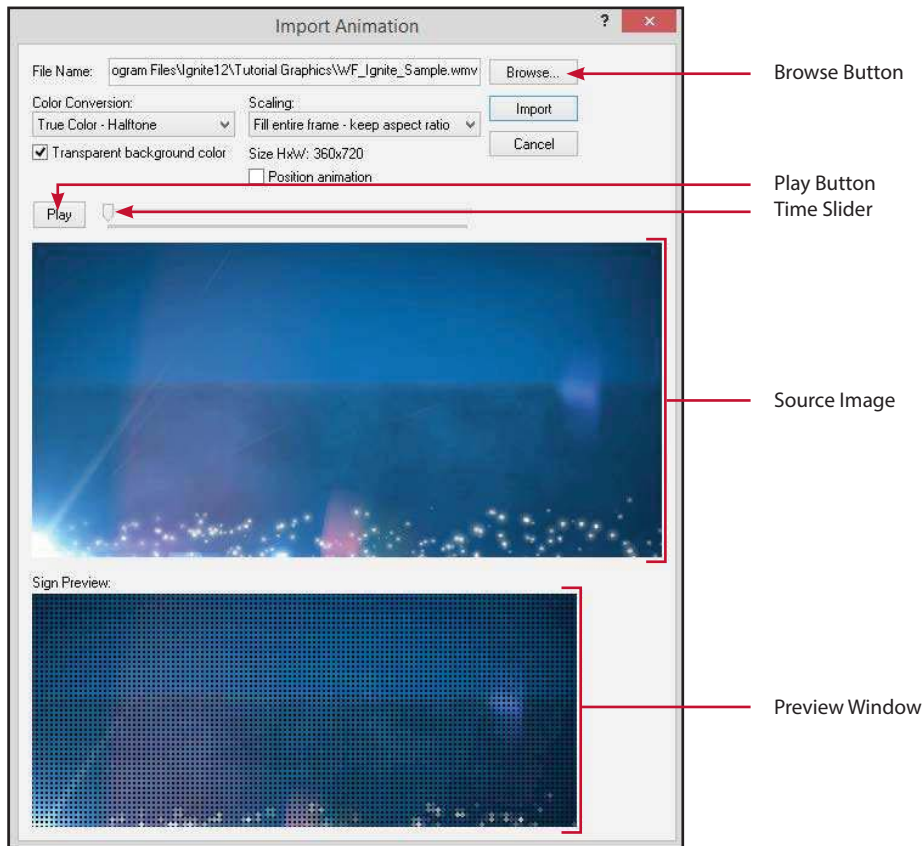 Import Animation
?
×
File Name: ogram Files\Ignite12\Tutorial Graphics\WF_Ignite_Sample.wmv Browse...
Browse Button
Color Conversion: Scaling:
True Color - Halftone Fill entire frame - keep aspect ratio Import
Transparent background color Size HxW: 360x720 Cancel
Position animation
Play Button
Play
Time Slider
Source Image
Sign Preview:
Preview Window